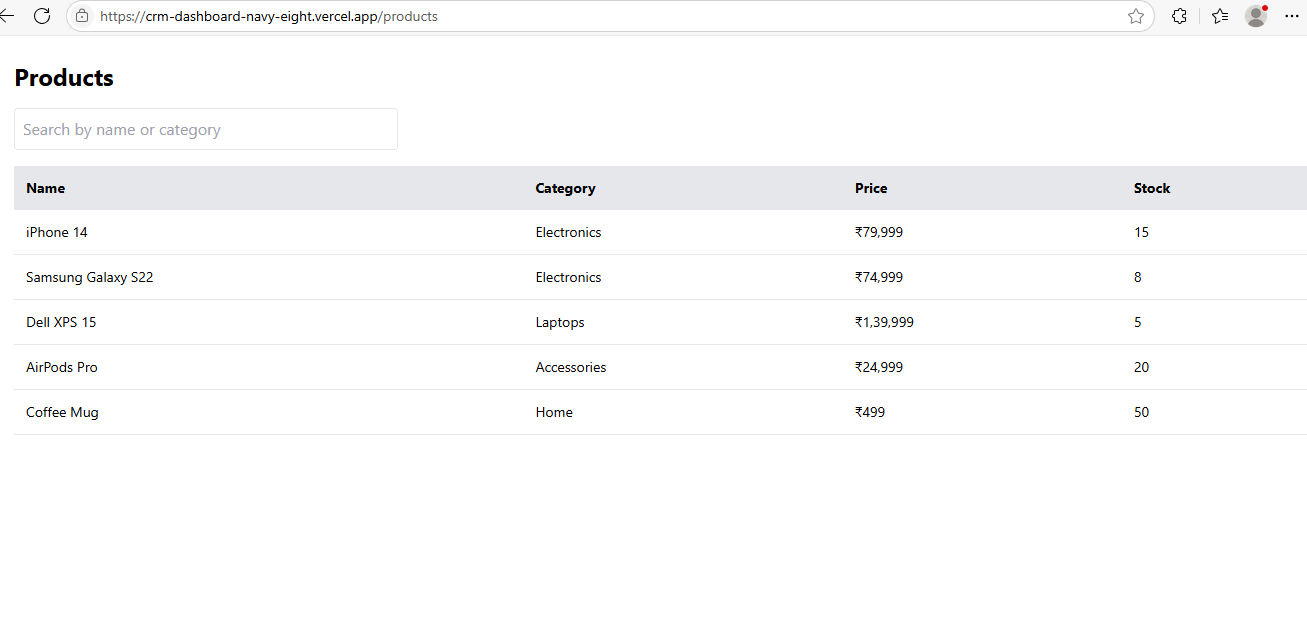 https://crm-dashboard-navy-eight.vercel.app/products
Products
Search by name or category
Name Category Price Stock
iPhone 14 Electronics ₹79,999 15
Samsung Galaxy S22 Electronics ₹74,999 8
Dell XPS 15 Laptops ₹1,39,999 5
AirPods Pro Accessories ₹24,999 20
Coffee Mug Home ₹499 50